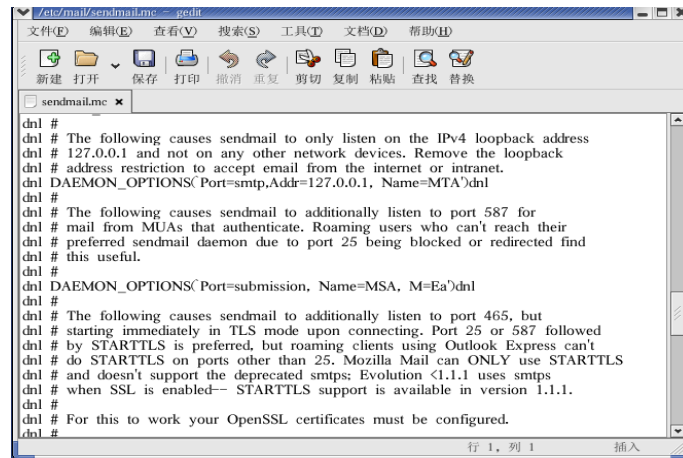 /etc/mail/sendmail.mc - gedit
文件(F) 编辑(E) 查看(V) 搜索(S) 工具(T) 文档(D) 帮助(H)
新建 打开 保存 打印 撤消 重复 剪切 复制 粘贴 查找 替换
sendmail.mc ×
dnl #
dnl # The following causes sendmail to only listen on the IPv4 loopback address
dnl # 127.0.0.1 and not on any other network devices. Remove the loopback
dnl # address restriction to accept email from the internet or intranet.
dnl DAEMON_OPTIONS(`Port=smtp,Addr=127.0.0.1, Name=MTA')dnl
dnl #
dnl # The following causes sendmail to additionally listen to port 587 for
dnl # mail from MUAs that authenticate. Roaming users who can't reach their
dnl # preferred sendmail daemon due to port 25 being blocked or redirected find
dnl # this useful.
dnl #
dnl DAEMON_OPTIONS(`Port=submission, Name=MSA, M=Ea')dnl
dnl #
dnl # The following causes sendmail to additionally listen to port 465, but
dnl # starting immediately in TLS mode upon connecting. Port 25 or 587 followed
dnl # by STARTTLS is preferred, but roaming clients using Outlook Express can't
dnl # do STARTTLS on ports other than 25. Mozilla Mail can ONLY use STARTTLS
dnl # and doesn't support the deprecated smtps; Evolution <1.1.1 uses smtps
dnl # when SSL is enabled-- STARTTLS support is available in version 1.1.1.
dnl #
dnl # For this to work your OpenSSL certificates must be configured.
dnl #
行 1, 列 1 插入